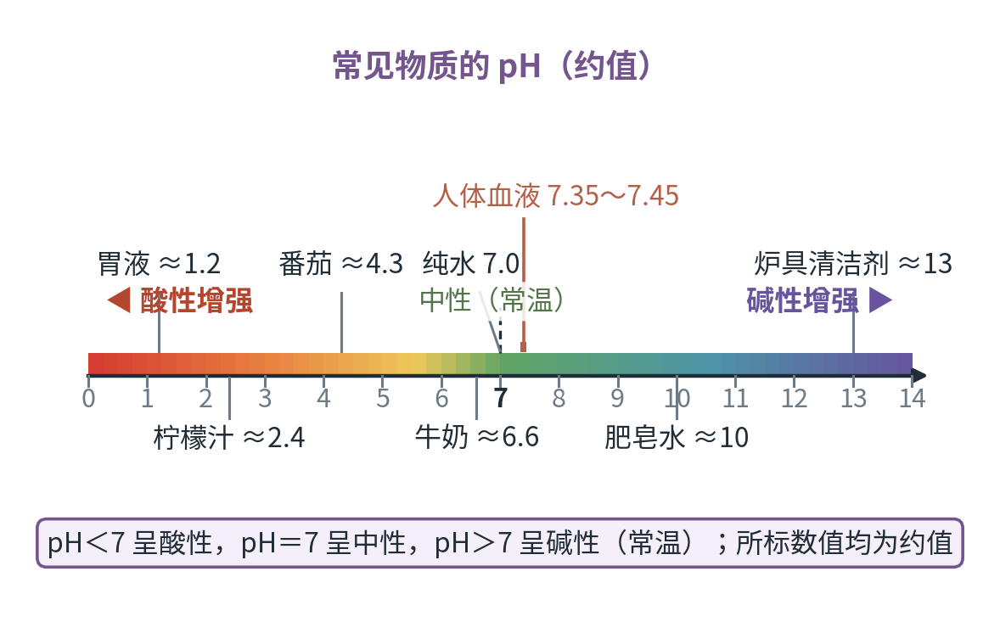 常见物质的 pH（约值）
人体血液 7.35～7.45
胃液 ≈1.2
番茄 ≈4.3
纯水 7.0
炉具清洁剂 ≈13
◀ 酸性增强
中性（常温）
碱性增强 ▶
0 1 2 3 4 5 6 7 8 9 10 11 12 13 14
柠檬汁 ≈2.4
牛奶 ≈6.6
肥皂水 ≈10
pH＜7 呈酸性，pH＝7 呈中性，pH＞7 呈碱性（常温）；所标数值均为约值